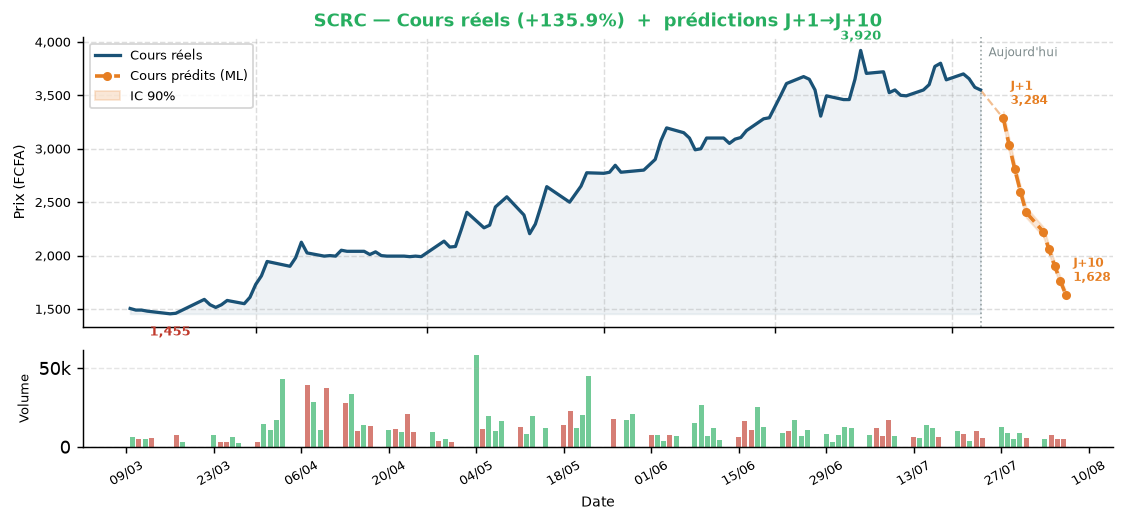 SCRC — Cours réels (+135.9%)  +  prédictions J+1→J+10
3,920
Aujourd'hui
Cours réels
Cours prédits (ML)
IC 90%
J+1
3,284
J+10
1,628
1,455
Prix (FCFA)
4,000
3,500
3,000
2,500
2,000
1,500
Volume
50k
0
09/03
23/03
06/04
20/04
04/05
18/05
01/06
15/06
29/06
13/07
27/07
10/08
Date